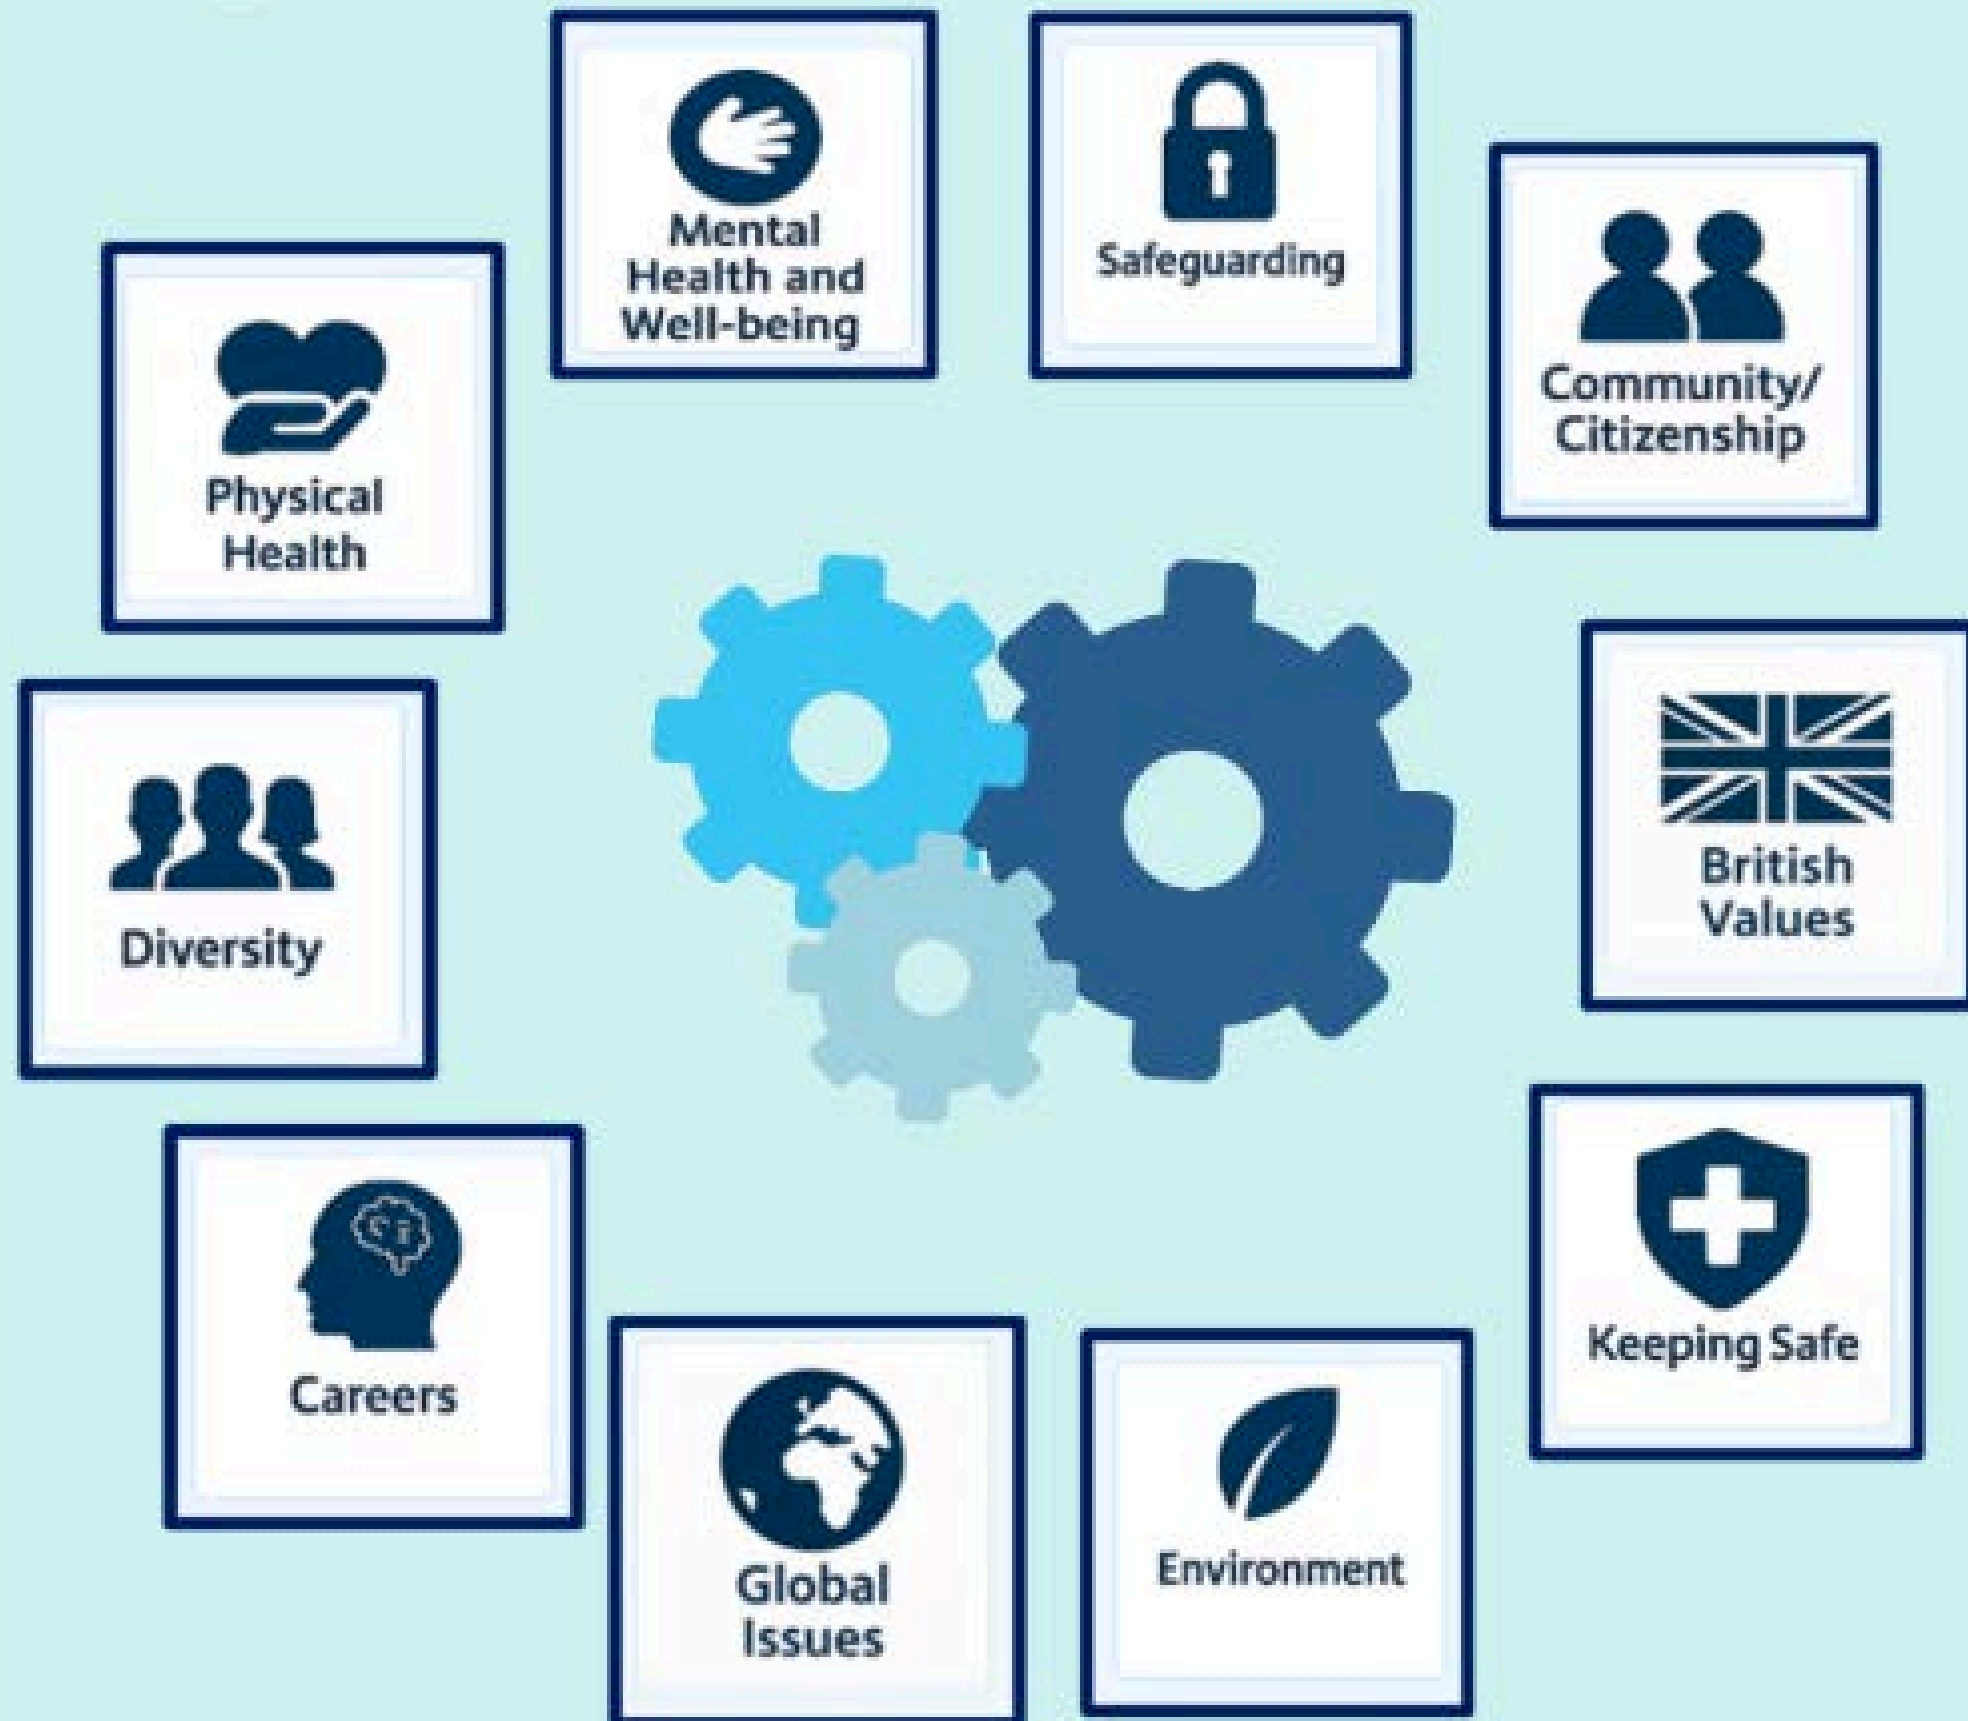 Mental
Health and
Well-being
Safeguarding
Community/
Citizenship
Physical
Health
British
Values
Diversity
Keeping Safe
Careers
Global
Issues
Environment